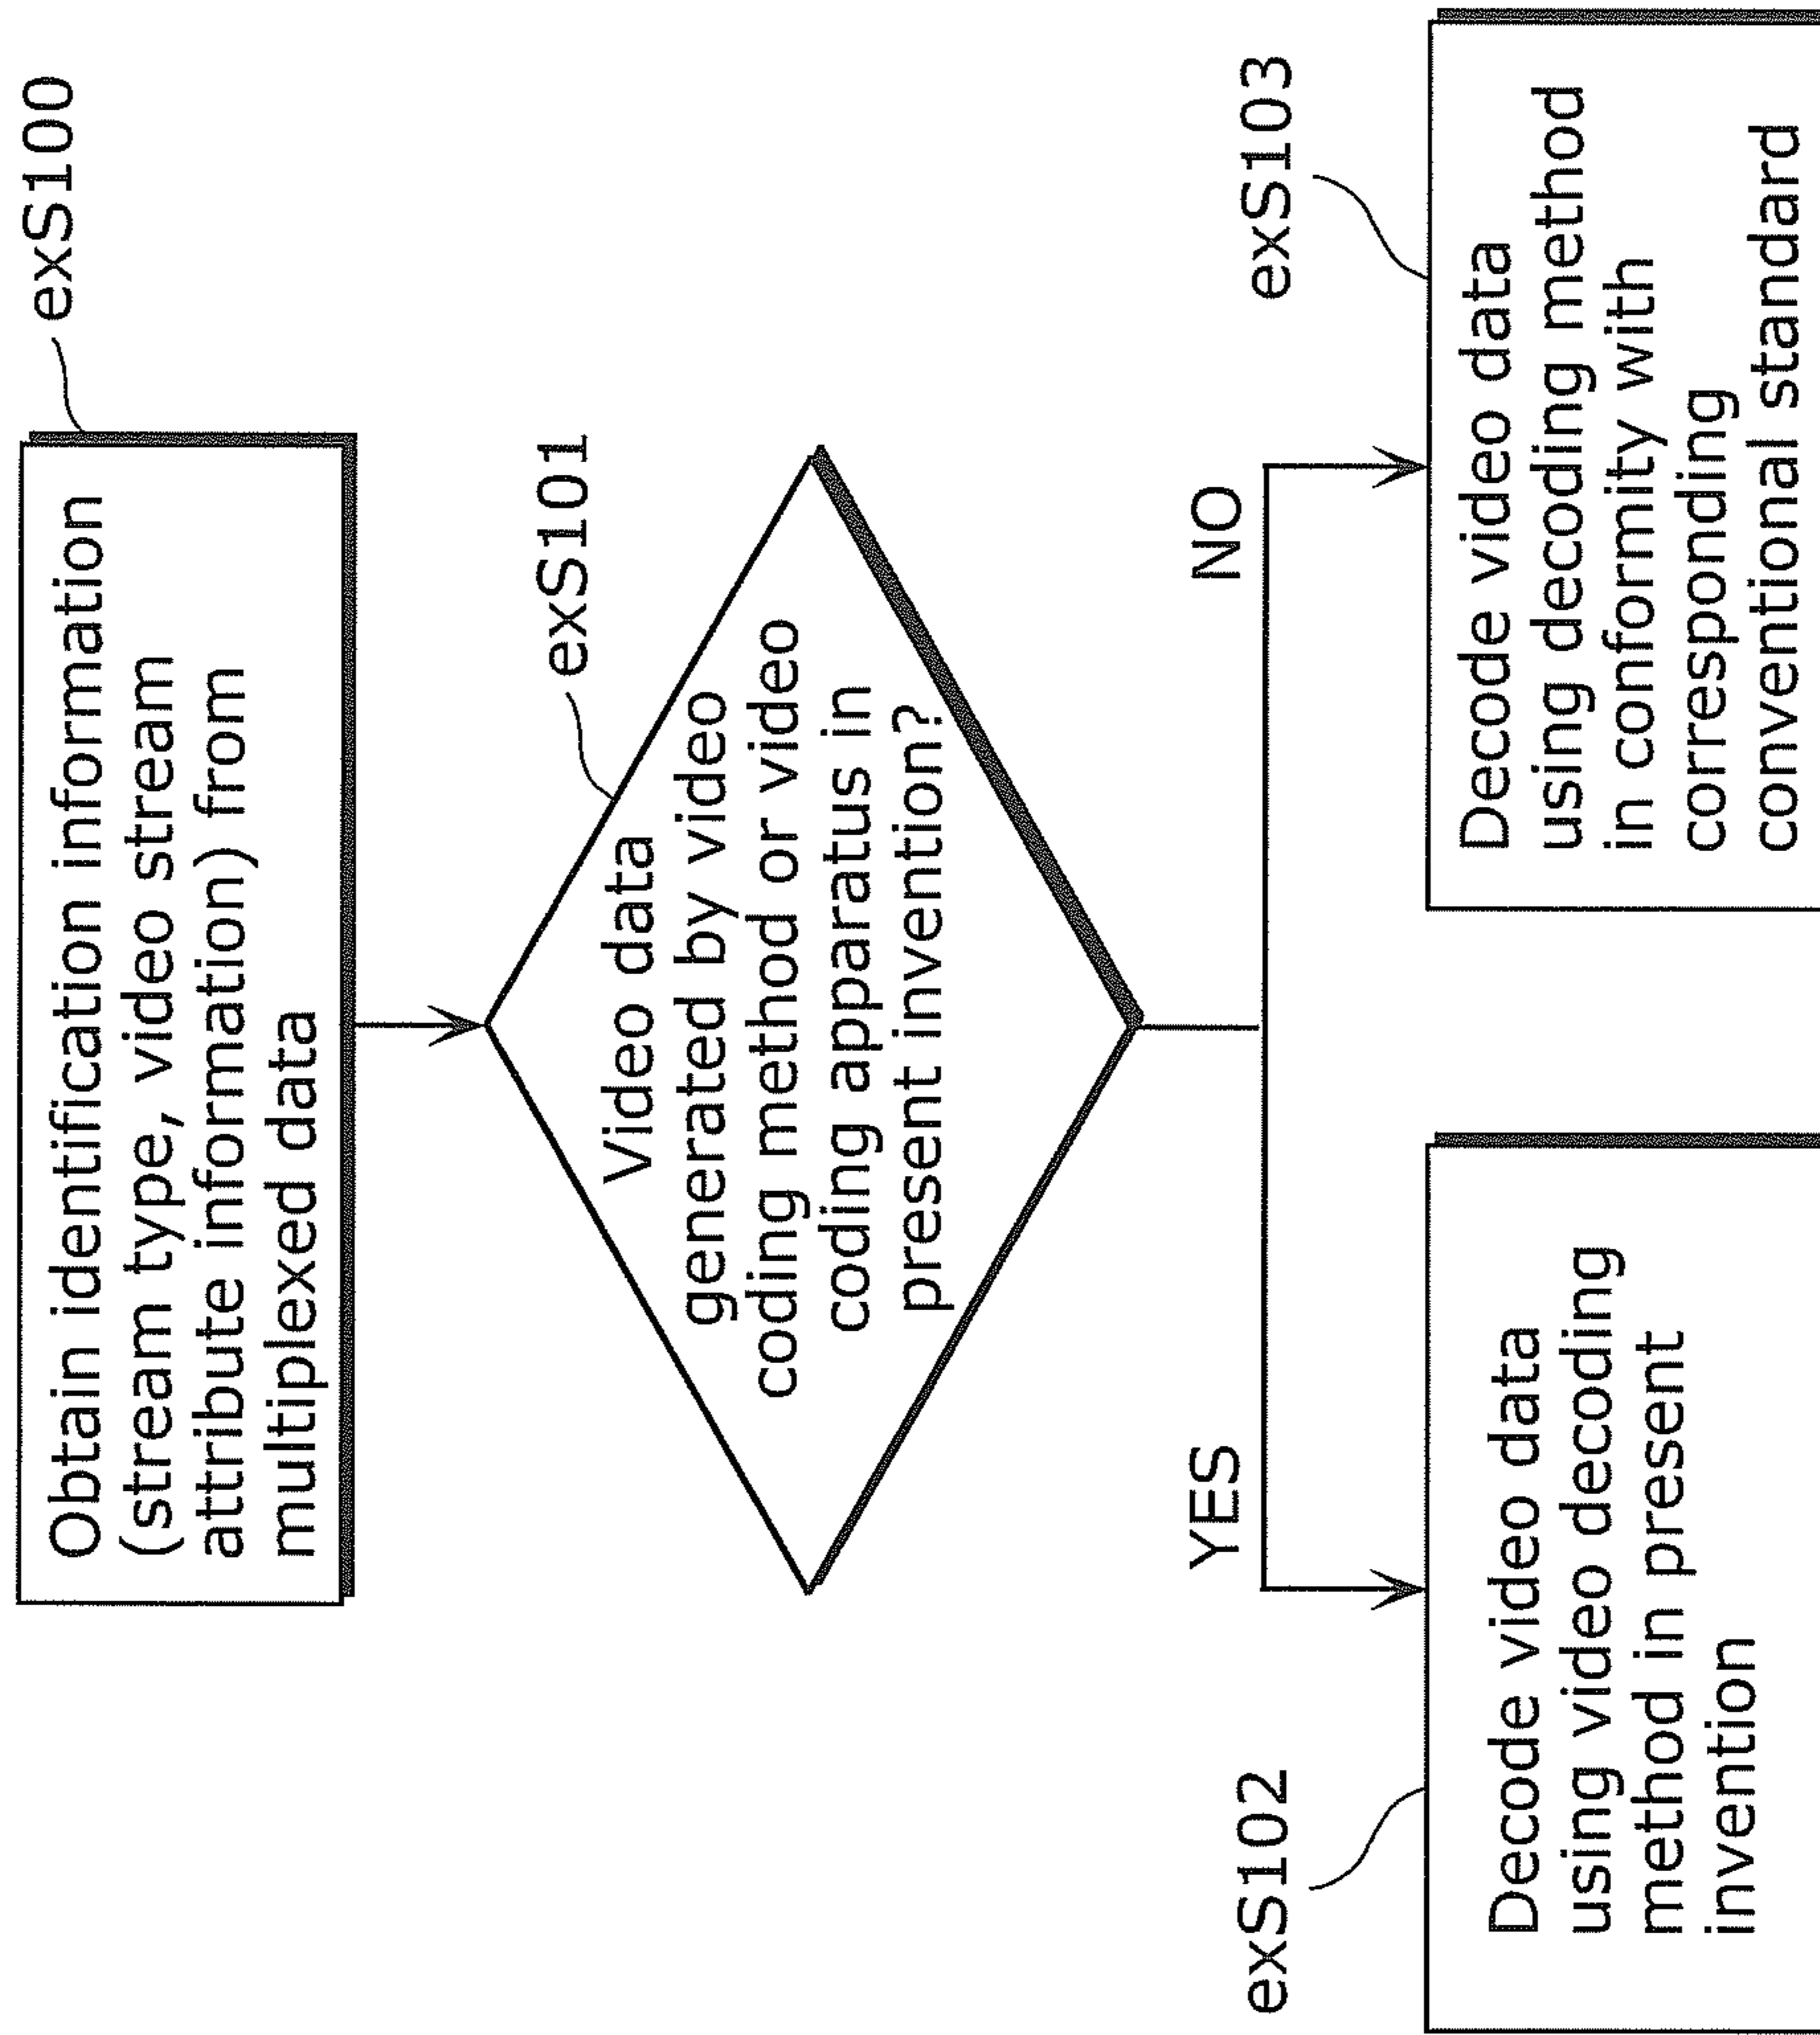 exS100
Obtain identification information
(stream type, video stream
attribute information) from
multiplexed data
exS101
Video data
generated by video
coding method or video
coding apparatus in
present invention?
YES
NO
exS102
Decode video data
using video decoding
method in present
invention
exS103
Decode video data
using decoding method
in conformity with
corresponding
conventional standard